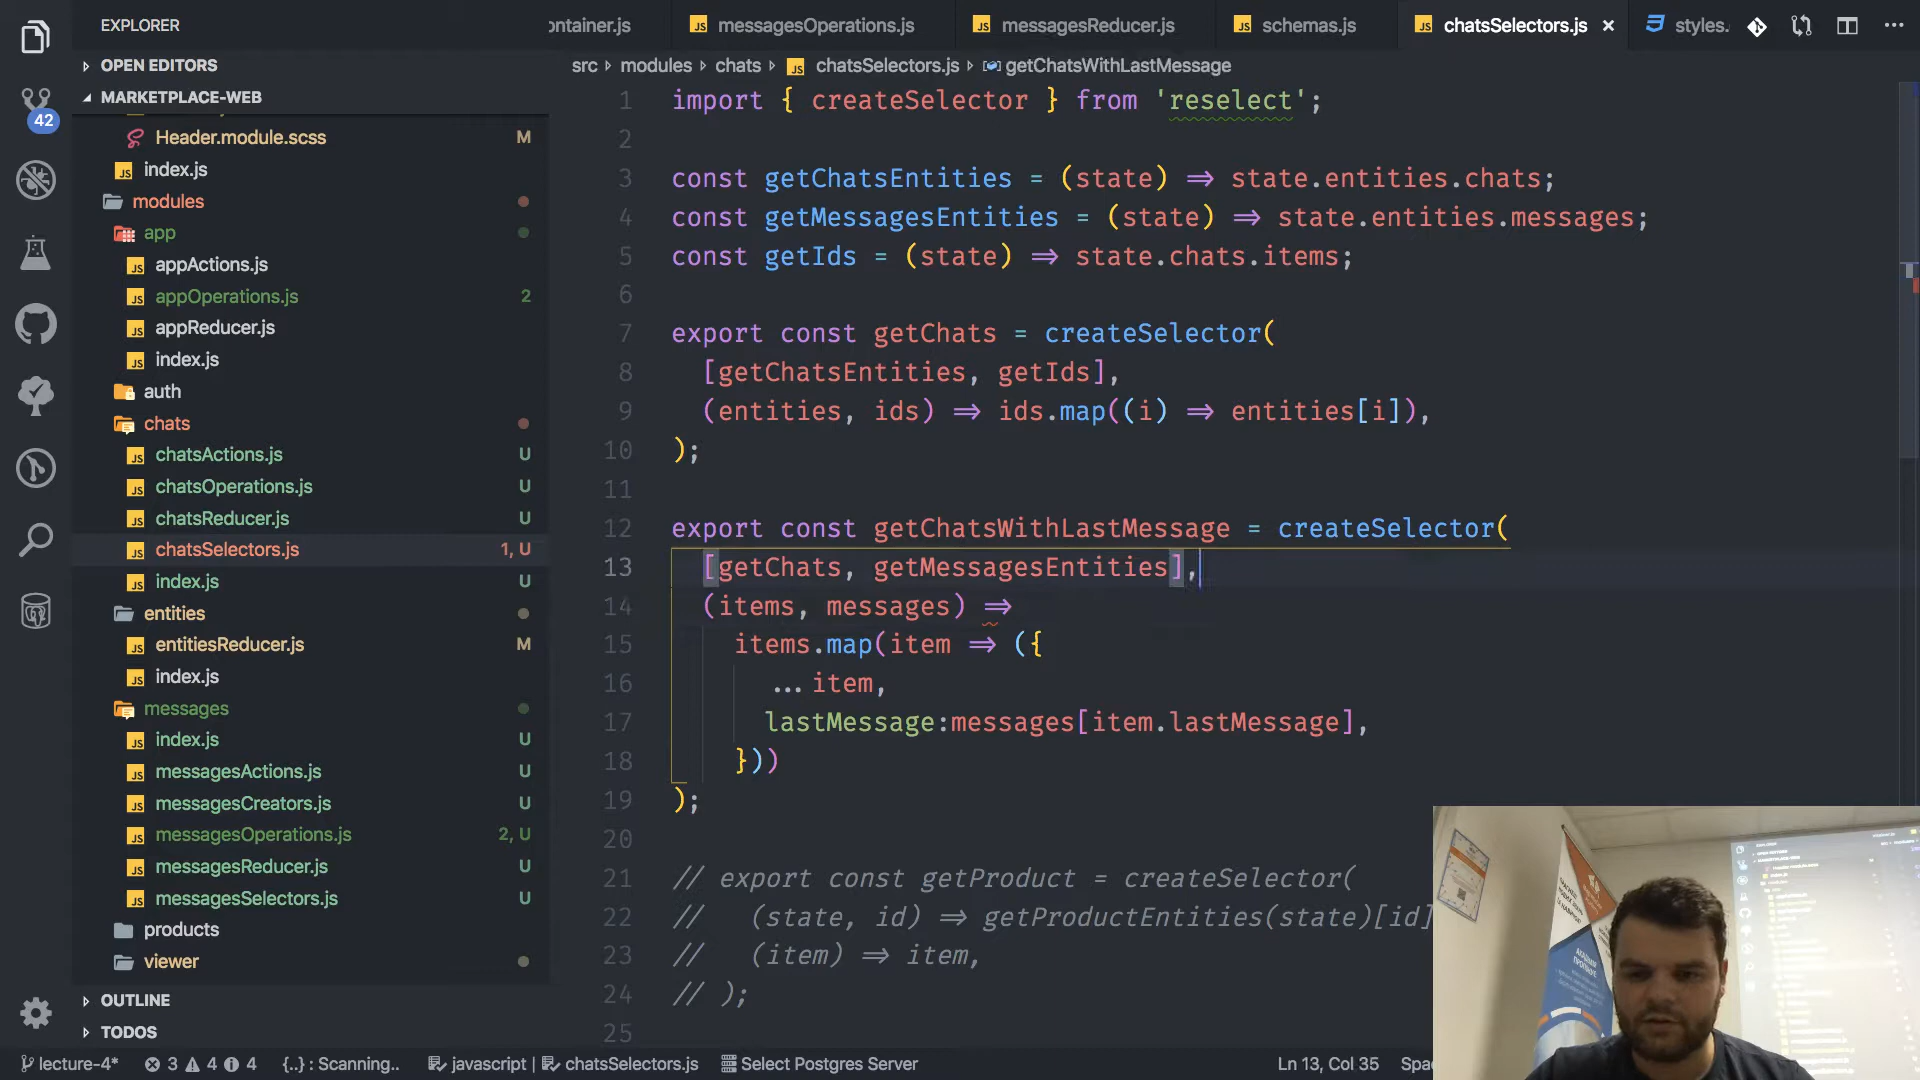 EXPLORER
ontainer.js
messagesOperations.js
messagesReducer.js
schemas.js
chatsSelectors.js
styles.
OPEN EDITORS
MARKETPLACE-WEB
Header.module.scss M
index.js
modules
app
appActions.js
appOperations.js 2
appReducer.js
index.js
auth
chats
chatsActions.js U
chatsOperations.js U
chatsReducer.js U
chatsSelectors.js 1, U
index.js U
entities
entitiesReducer.js M
index.js
messages
index.js U
messagesActions.js U
messagesCreators.js U
messagesOperations.js 2, U
messagesReducer.js U
messagesSelectors.js U
products
viewer
OUTLINE
TODOS
42
src › modules › chats › JS chatsSelectors.js › getChatsWithLastMessage
1 import { createSelector } from 'reselect';
2
3 const getChatsEntities = (state) => state.entities.chats;
4 const getMessagesEntities = (state) => state.entities.messages;
5 const getIds = (state) => state.chats.items;
6
7 export const getChats = createSelector(
8 [getChatsEntities, getIds],
9 (entities, ids) => ids.map((i) => entities[i]),
10 );
11
12 export const getChatsWithLastMessage = createSelector(
13 [getChats, getMessagesEntities],
14 (items, messages) =>
15 items.map(item => ({
16 ...item,
17 lastMessage:messages[item.lastMessage],
18 }))
19 );
20
21 // export const getProduct = createSelector(
22 // (state, id) => getProductEntities(state)[id]
23 // (item) => item,
24 // );
25
lecture-4* 3 4 4 {..} : Scanning.. javascript | chatsSelectors.js Select Postgres Server Ln 13, Col 35 Spac